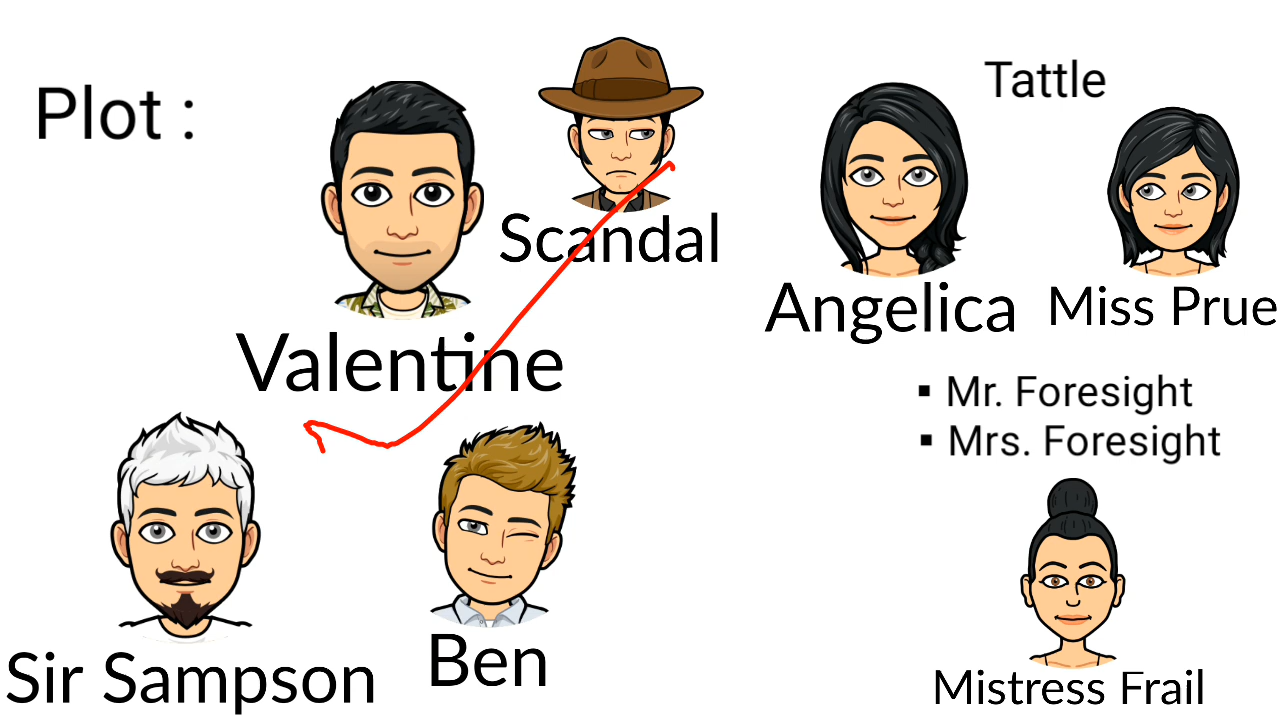 Plot :
Scandal
Valentine
Sir Sampson
Ben
Tattle
Angelica
Miss Prue
▪ Mr. Foresight
▪ Mrs. Foresight
Mistress Frail